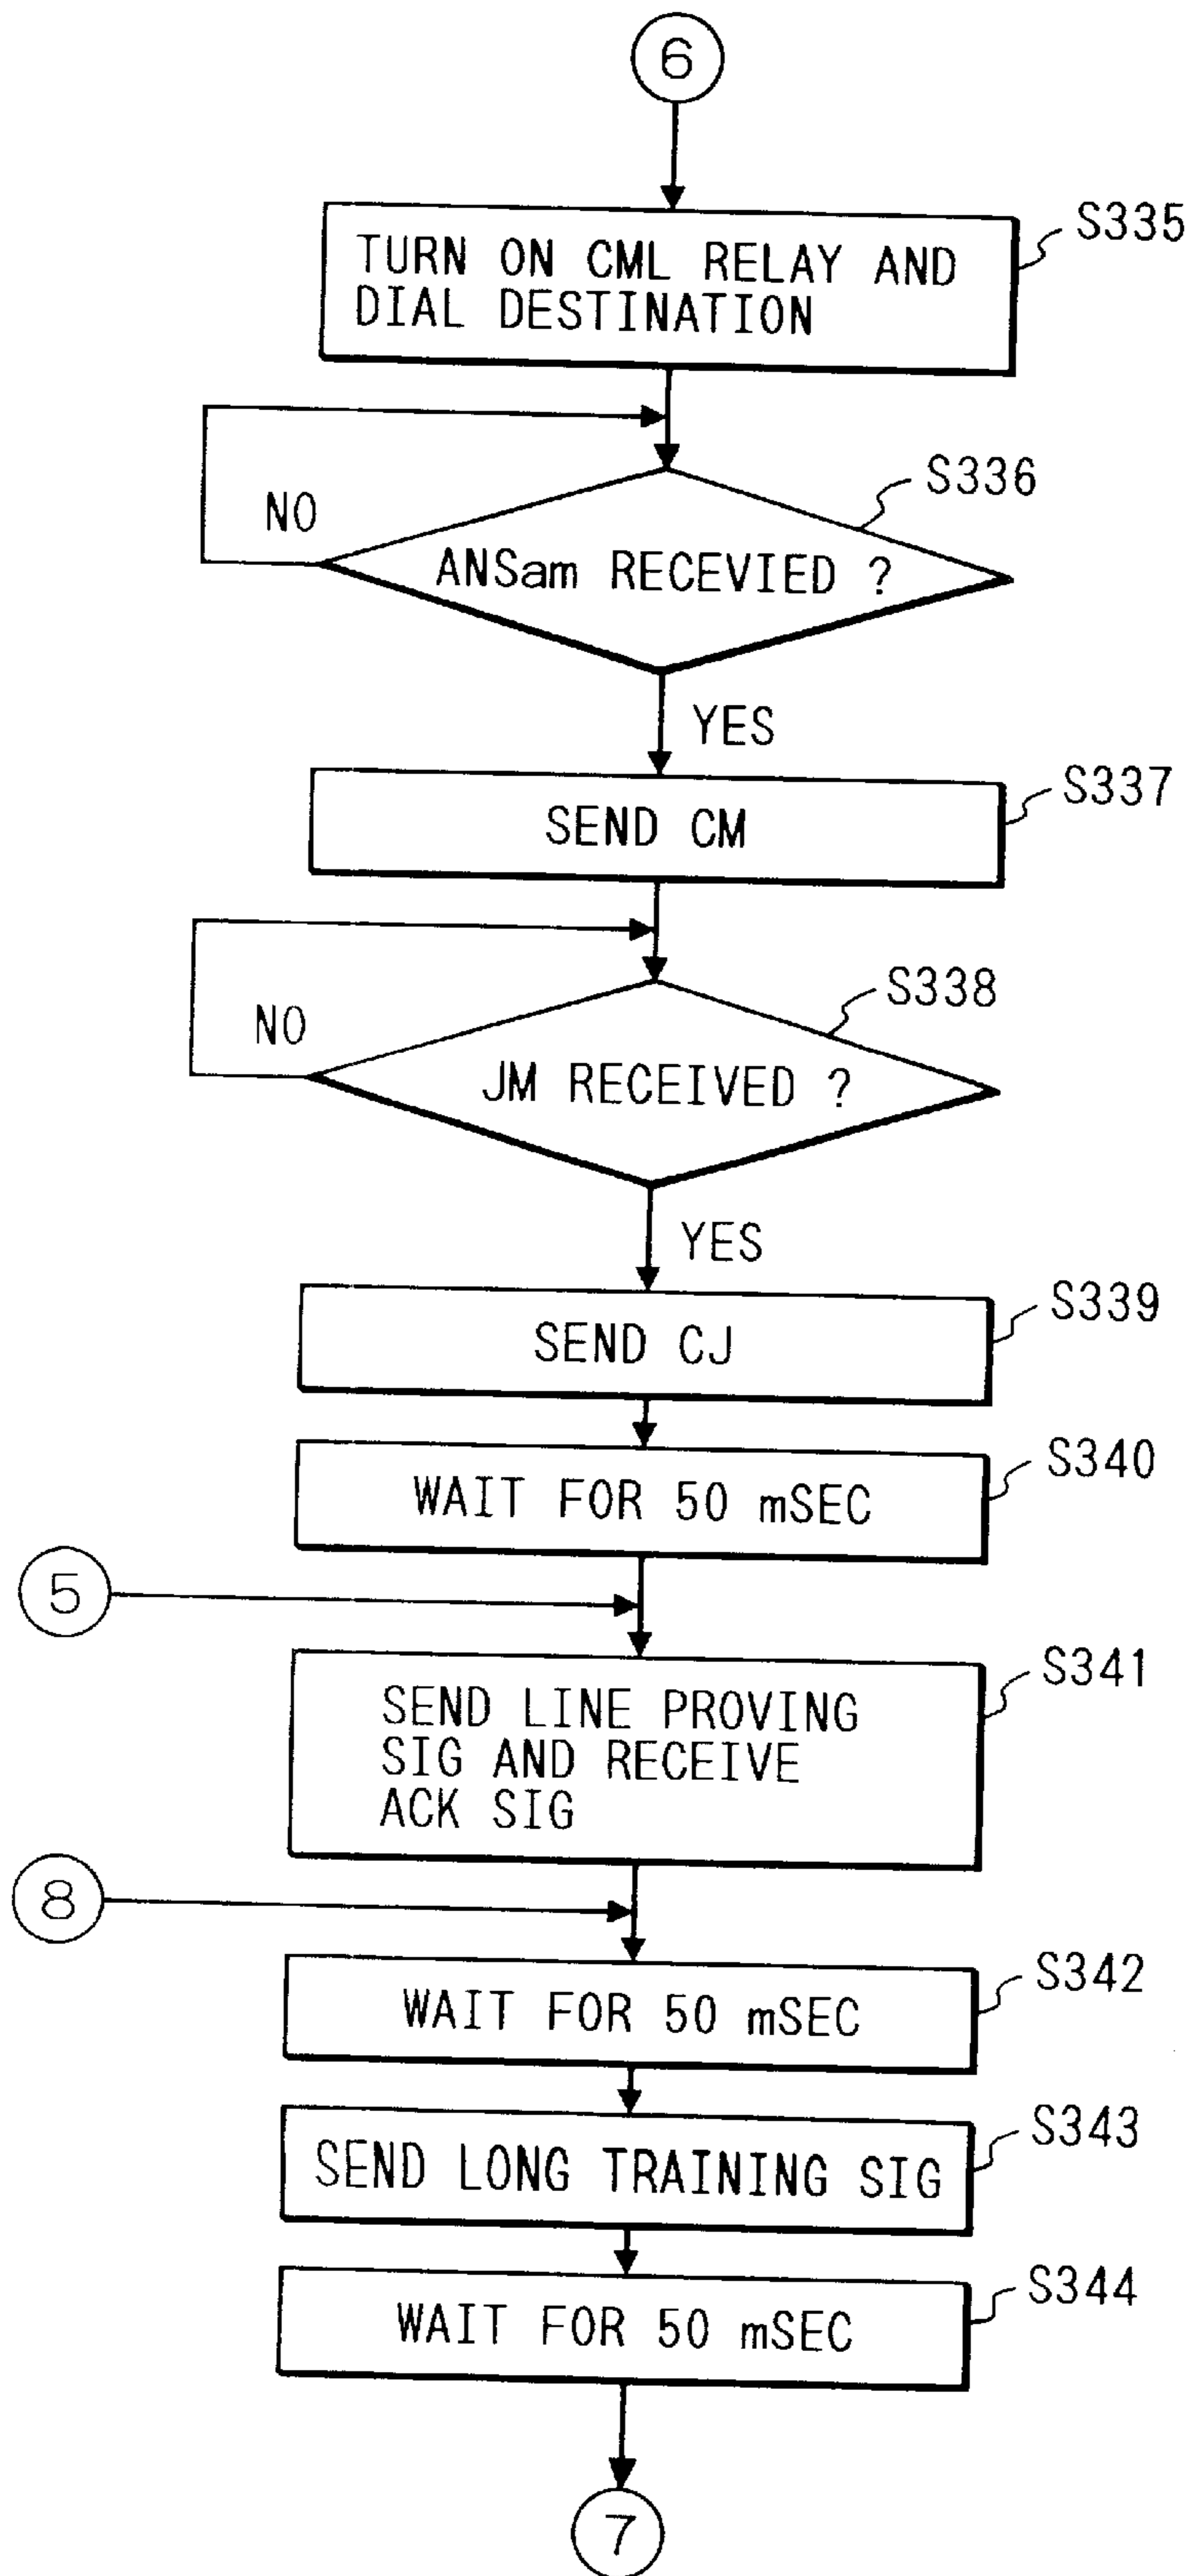 6
TURN ON CML RELAY AND
DIAL DESTINATION
S335
S336
NO
ANSam RECEVIED ?
YES
SEND CM
S337
S338
NO
JM RECEIVED ?
YES
SEND CJ
S339
WAIT FOR 50 mSEC
S340
5
SEND LINE PROVING
SIG AND RECEIVE
ACK SIG
S341
8
WAIT FOR 50 mSEC
S342
SEND LONG TRAINING SIG
S343
WAIT FOR 50 mSEC
S344
7